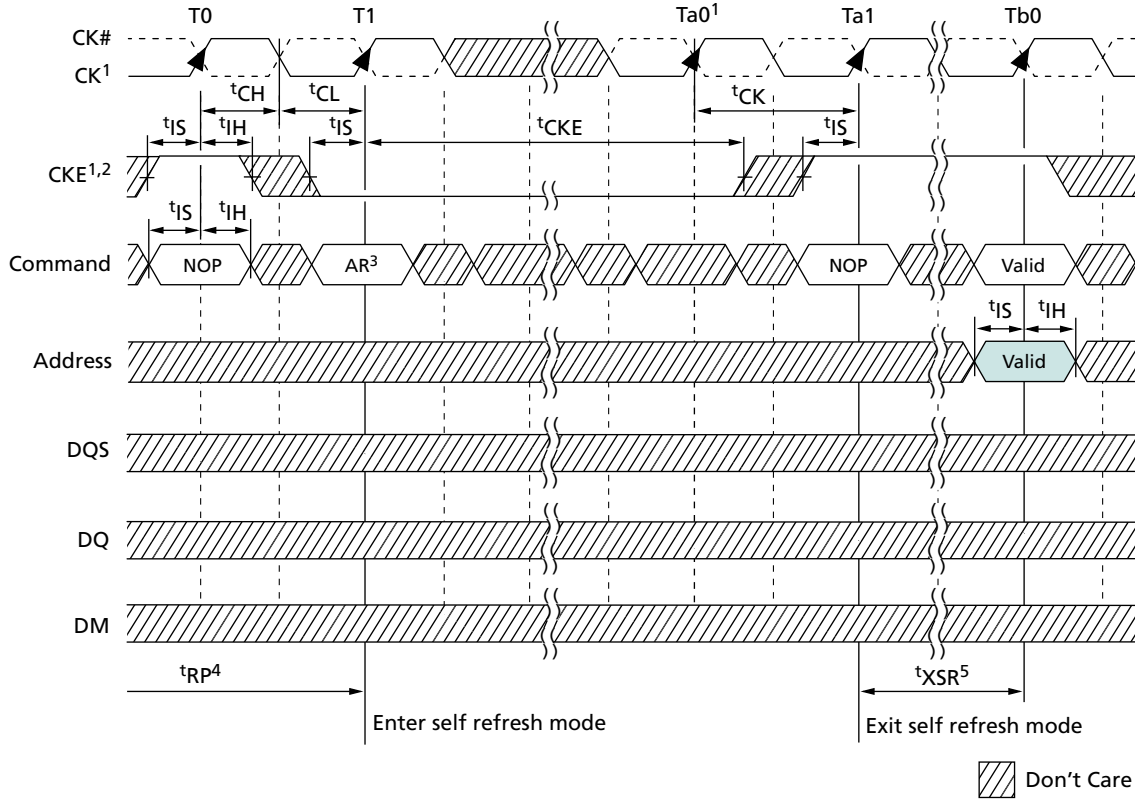 T0 T1 Ta0¹ Ta1 Tb0
CK#
CK¹
tCH tCL tCK
tIS tIH tIS tCKE tIS
CKE¹,²
tIS tIH
Command NOP AR³ NOP Valid
tIS tIH
Address Valid
DQS
DQ
DM
tRP⁴ tXSR⁵
Enter self refresh mode Exit self refresh mode
Don't Care